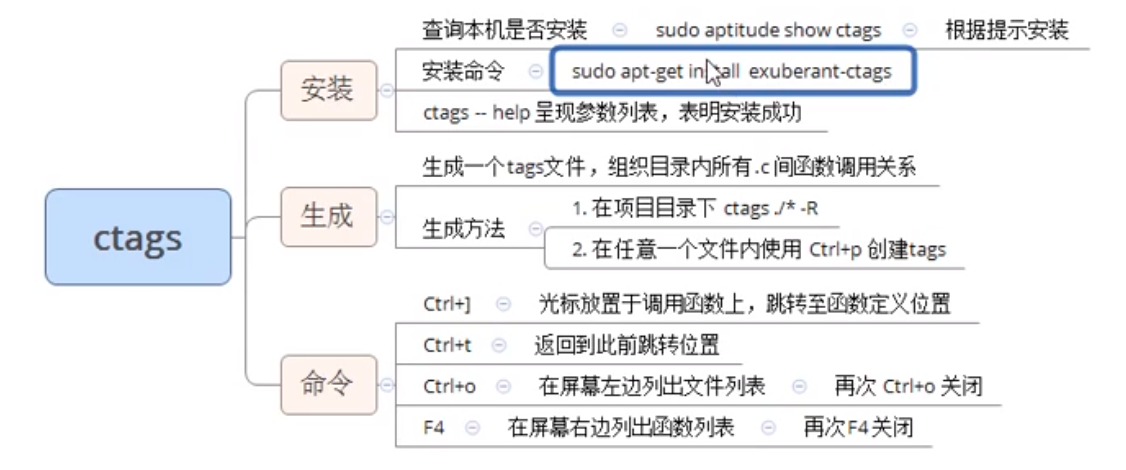 ctags
安装
查询本机是否安装 sudo aptitude show ctags 根据提示安装
安装命令 sudo apt-get install exuberant-ctags
ctags -- help 呈现参数列表，表明安装成功
生成
生成一个tags文件，组织目录内所有.c 间函数调用关系
生成方法
1. 在项目目录下 ctags ./* -R
2. 在任意一个文件内使用 Ctrl+p 创建tags
命令
Ctrl+] 光标放置于调用函数上，跳转至函数定义位置
Ctrl+t 返回到此前跳转位置
Ctrl+o 在屏幕左边列出文件列表 再次 Ctrl+o 关闭
F4 在屏幕右边列出函数列表 再次F4关闭